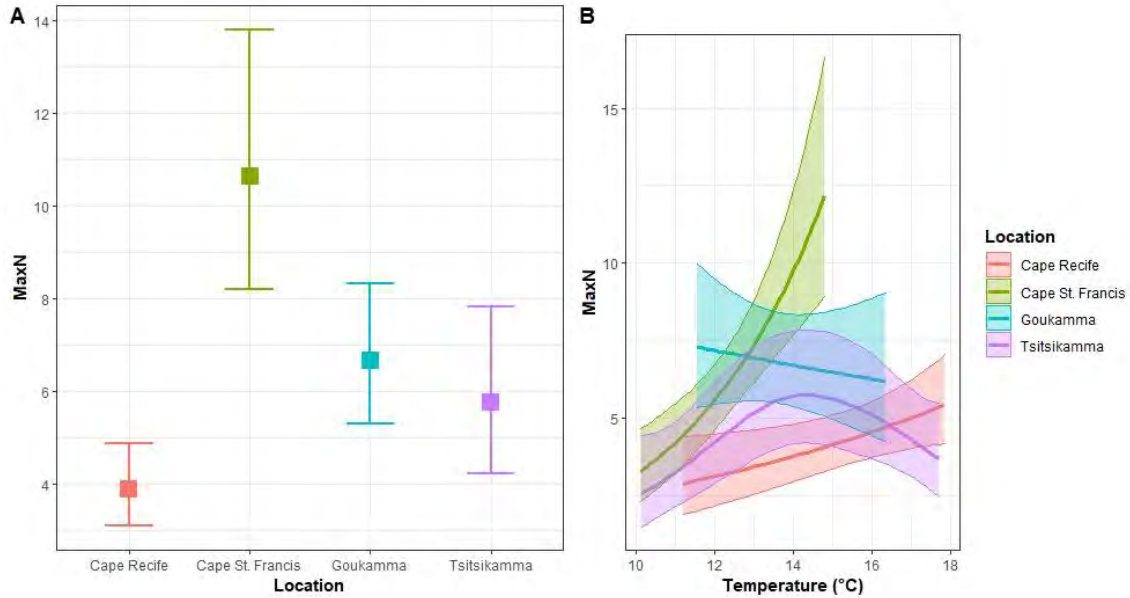 A
14
12
10
8
6
4
MaxN
Cape Recife
Cape St. Francis
Goukamma
Tsitsikamma
Location
B
15
10
5
MaxN
10
12
14
16
18
Temperature (°C)
Location
Cape Recife
Cape St. Francis
Goukamma
Tsitsikamma